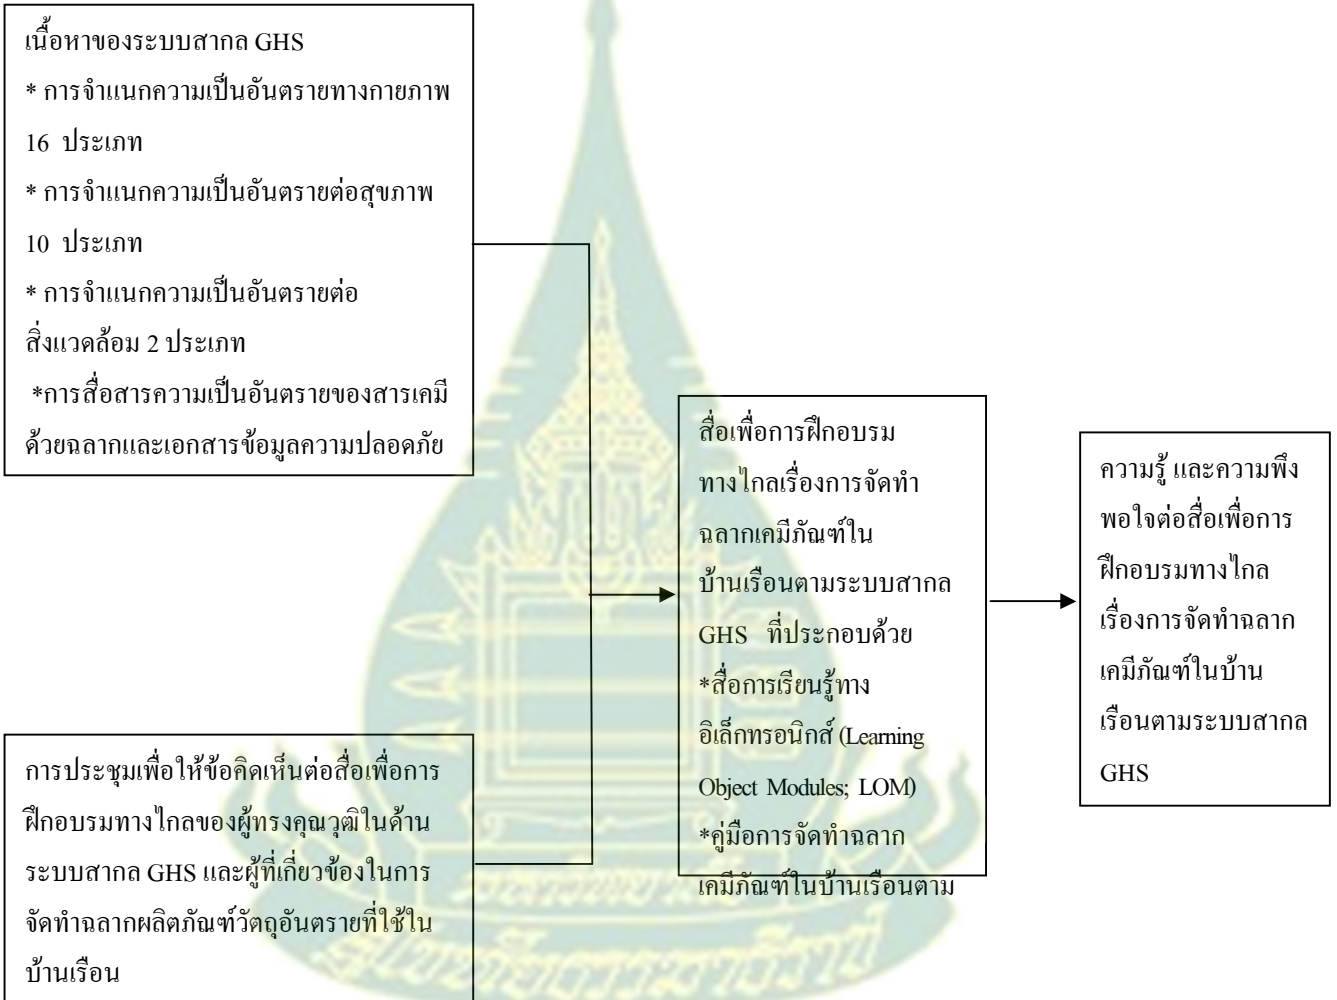 เนื้อหาของระบบสากล GHS
* การจำแนกความเป็นอันตรายทางกายภาพ
16 ประเภท
* การจำแนกความเป็นอันตรายต่อสุขภาพ
10 ประเภท
* การจำแนกความเป็นอันตรายต่อ
สิ่งแวดล้อม 2 ประเภท
*การสื่อสารความเป็นอันตรายของสารเคมี
ด้วยฉลากและเอกสารข้อมูลความปลอดภัย
การประชุมเพื่อให้ข้อคิดเห็นต่อสื่อเพื่อการ
ฝึกอบรมทางไกลของผู้ทรงคุณวุฒิในด้าน
ระบบสากล GHS และผู้ที่เกี่ยวข้องในการ
จัดทำฉลากผลิตภัณฑ์วัตถุอันตรายที่ใช้ใน
บ้านเรือน
สื่อเพื่อการฝึกอบรม
ทางไกลเรื่องการจัดทำ
ฉลากเคมีภัณฑ์ใน
บ้านเรือนตามระบบสากล
GHS ที่ประกอบด้วย
*สื่อการเรียนรู้ทาง
อิเล็กทรอนิกส์ (Learning
Object Modules; LOM)
*คู่มือการจัดทำฉลาก
เคมีภัณฑ์ในบ้านเรือนตาม
ความรู้ และความพึง
พอใจต่อสื่อเพื่อการ
ฝึกอบรมทางไกล
เรื่องการจัดทำฉลาก
เคมีภัณฑ์ในบ้าน
เรือนตามระบบสากล
GHS